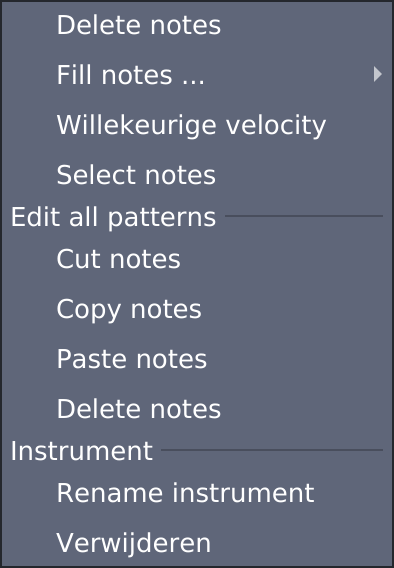 Delete notes
Fill notes ...
Willekeurige velocity
Select notes
Edit all patterns
Cut notes
Copy notes
Paste notes
Delete notes
Instrument
Rename instrument
Verwijderen